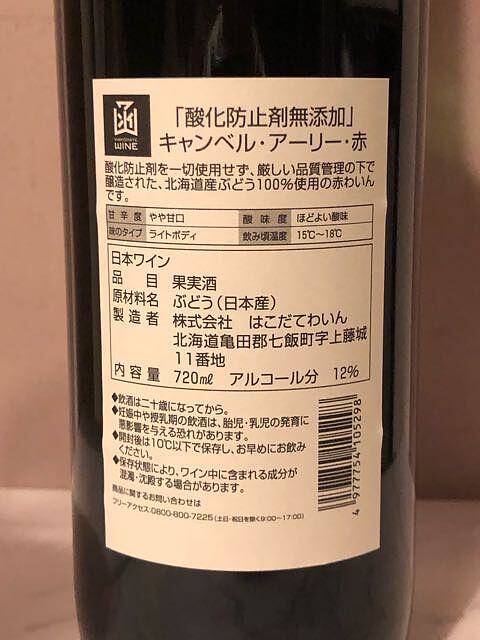 函
HAKODATE
WINE
「酸化防止剤無添加」
キャンベル・アーリー・赤
酸化防止剤を一切使用せず、厳しい品質管理の下で
醸造された、北海道産ぶどう100%使用の赤わいん
です。
甘辛度 やや甘口 酸味度 ほどよい酸味
味のタイプ ライトボディ 飲み頃温度 15℃～18℃
日本ワイン
品目 果実酒
原材料名 ぶどう（日本産）
製造者 株式会社 はこだてわいん
北海道亀田郡七飯町字上藤城
11番地
内容量 720㎖ アルコール分 12%
◆飲酒は二十歳になってから。
◆妊娠中や授乳期の飲酒は、胎児・乳児の発育に
悪影響を与える恐れがあります。
◆開封後は10℃以下で保存し、お早めにお飲み
ください。
◆保存状態により、ワイン中に含まれる成分が
混濁・沈殿する場合があります。
商品に関するお問い合わせは
フリーアクセス:0800-800-7225(土日・祝日を除く9:00～17:00)
4977754105298